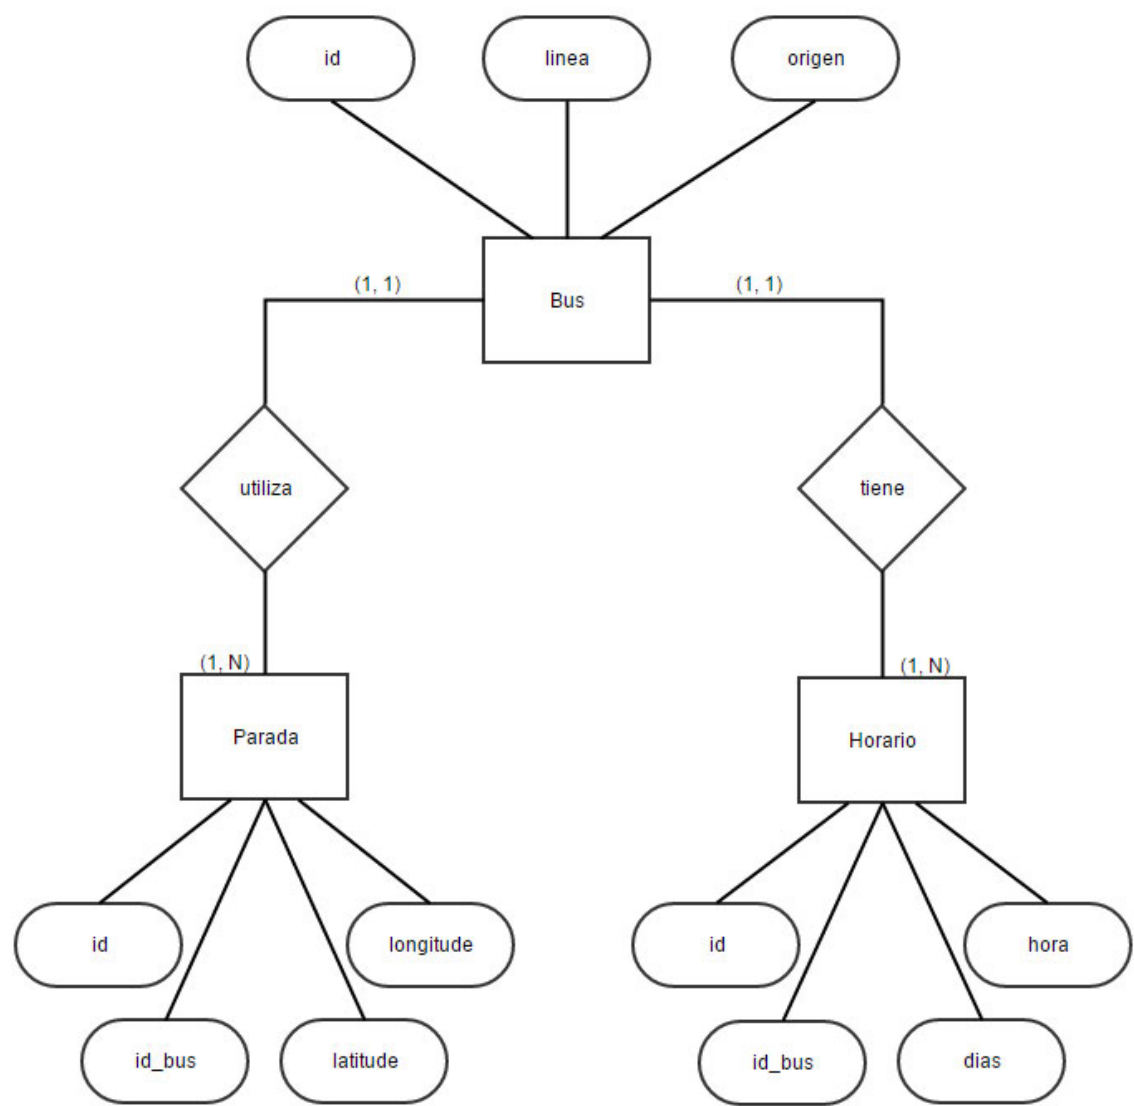 id
linea
origen
(1, 1)
(1, 1)
Bus
utiliza
tiene
(1, N)
(1, N)
Parada
Horario
id
longitude
id
hora
id_bus
latitude
id_bus
dias